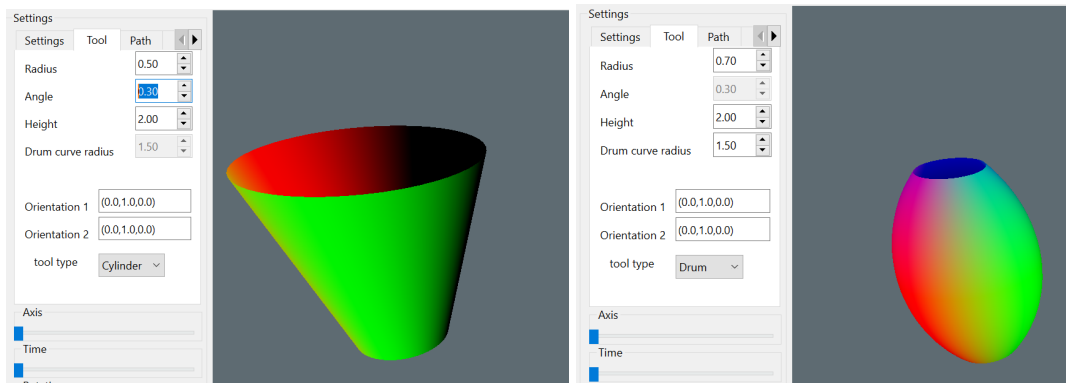 Settings
Settings Tool Path
Radius 0.50
Angle 0.30
Height 2.00
Drum curve radius 1.50
Orientation 1 (0.0,1.0,0.0)
Orientation 2 (0.0,1.0,0.0)
tool type Cylinder
Axis
Time
Settings
Settings Tool Path
Radius 0.70
Angle 0.30
Height 2.00
Drum curve radius 1.50
Orientation 1 (0.0,1.0,0.0)
Orientation 2 (0.0,1.0,0.0)
tool type Drum
Axis
Time